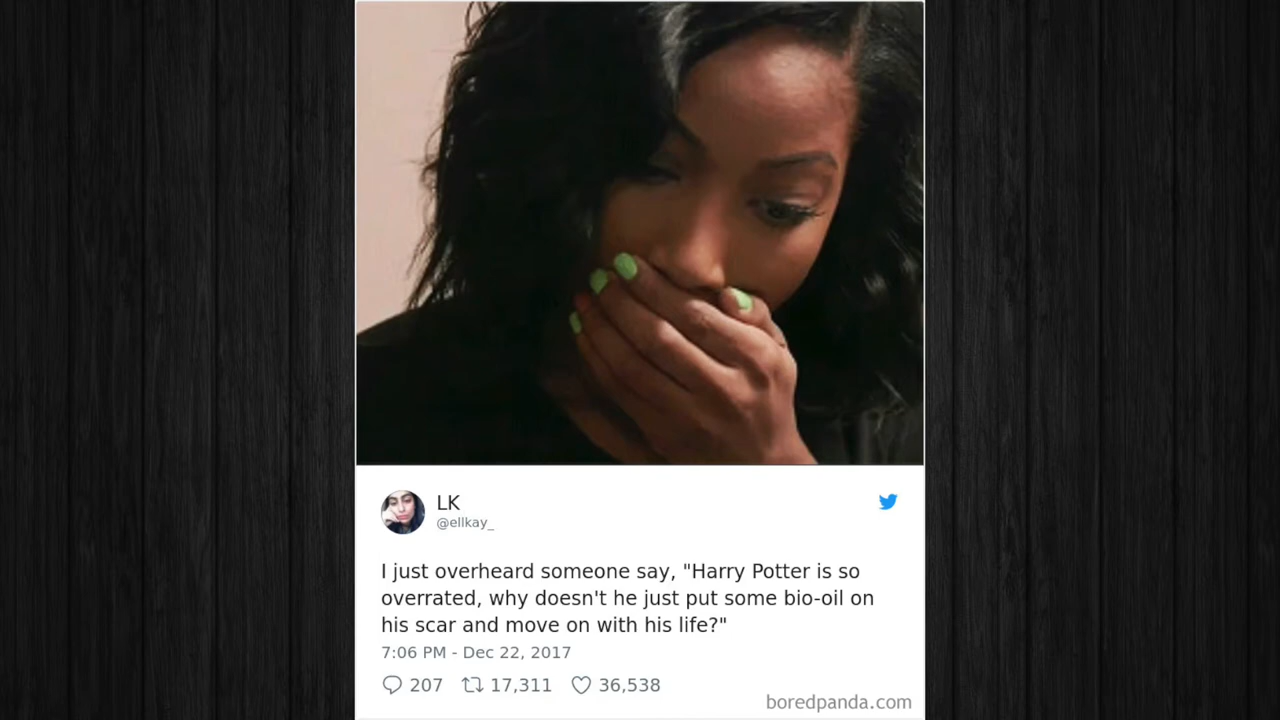 LK
@ellkay_
I just overheard someone say, "Harry Potter is so
overrated, why doesn't he just put some bio-oil on
his scar and move on with his life?"
7:06 PM - Dec 22, 2017
207 17,311 36,538
boredpanda.com